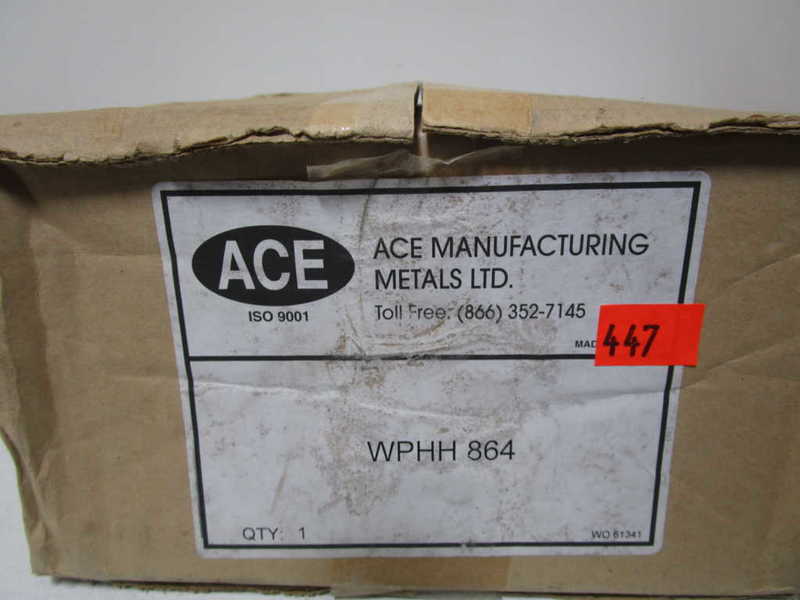 ACE
ISO 9001
ACE MANUFACTURING
METALS LTD.
Toll Free: (866) 352-7145
MAD
447
WPHH 864
QTY: 1
WO 61341